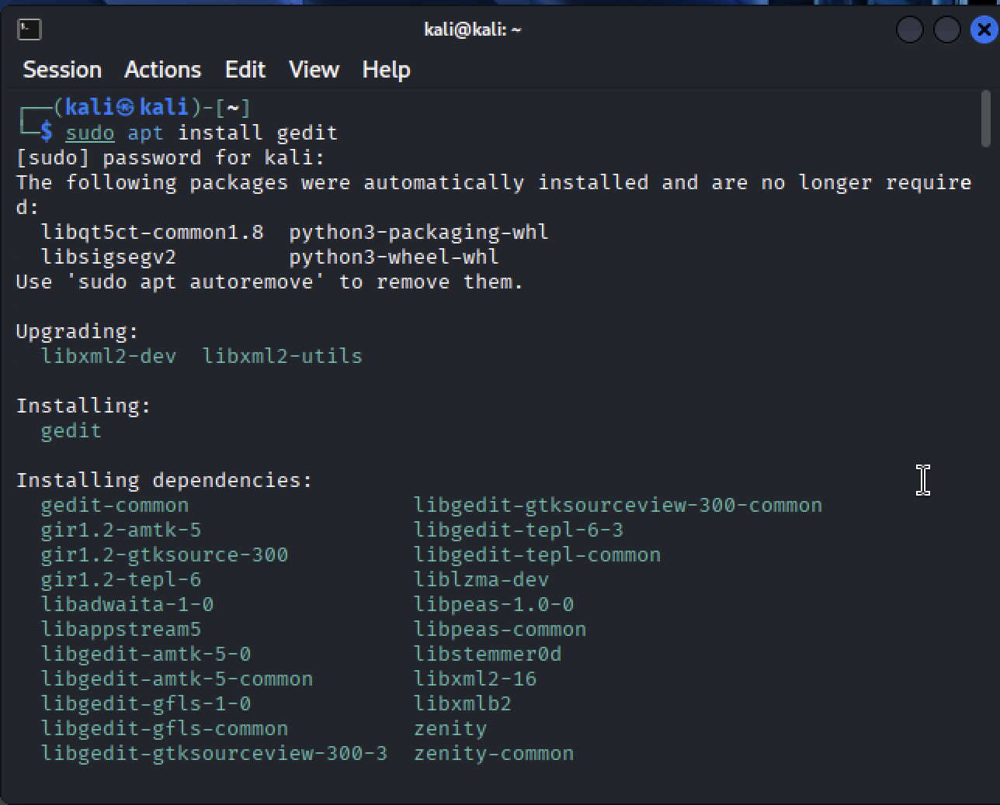 kali@kali: ~
Session Actions Edit View Help
┌──(kali㉿kali)-[~]
└─$ sudo apt install gedit
[sudo] password for kali:
The following packages were automatically installed and are no longer require
d:
  libqt5ct-common1.8  python3-packaging-whl
  libsigsegv2         python3-wheel-whl
Use 'sudo apt autoremove' to remove them.

Upgrading:
  libxml2-dev  libxml2-utils

Installing:
  gedit

Installing dependencies:
  gedit-common                  libgedit-gtksourceview-300-common
  gir1.2-amtk-5                 libgedit-tepl-6-3
  gir1.2-gtksource-300          libgedit-tepl-common
  gir1.2-tepl-6                 liblzma-dev
  libadwaita-1-0                libpeas-1.0-0
  libappstream5                 libpeas-common
  libgedit-amtk-5-0             libstemmer0d
  libgedit-amtk-5-common        libxml2-16
  libgedit-gfls-1-0             libxmlb2
  libgedit-gfls-common          zenity
  libgedit-gtksourceview-300-3  zenity-common